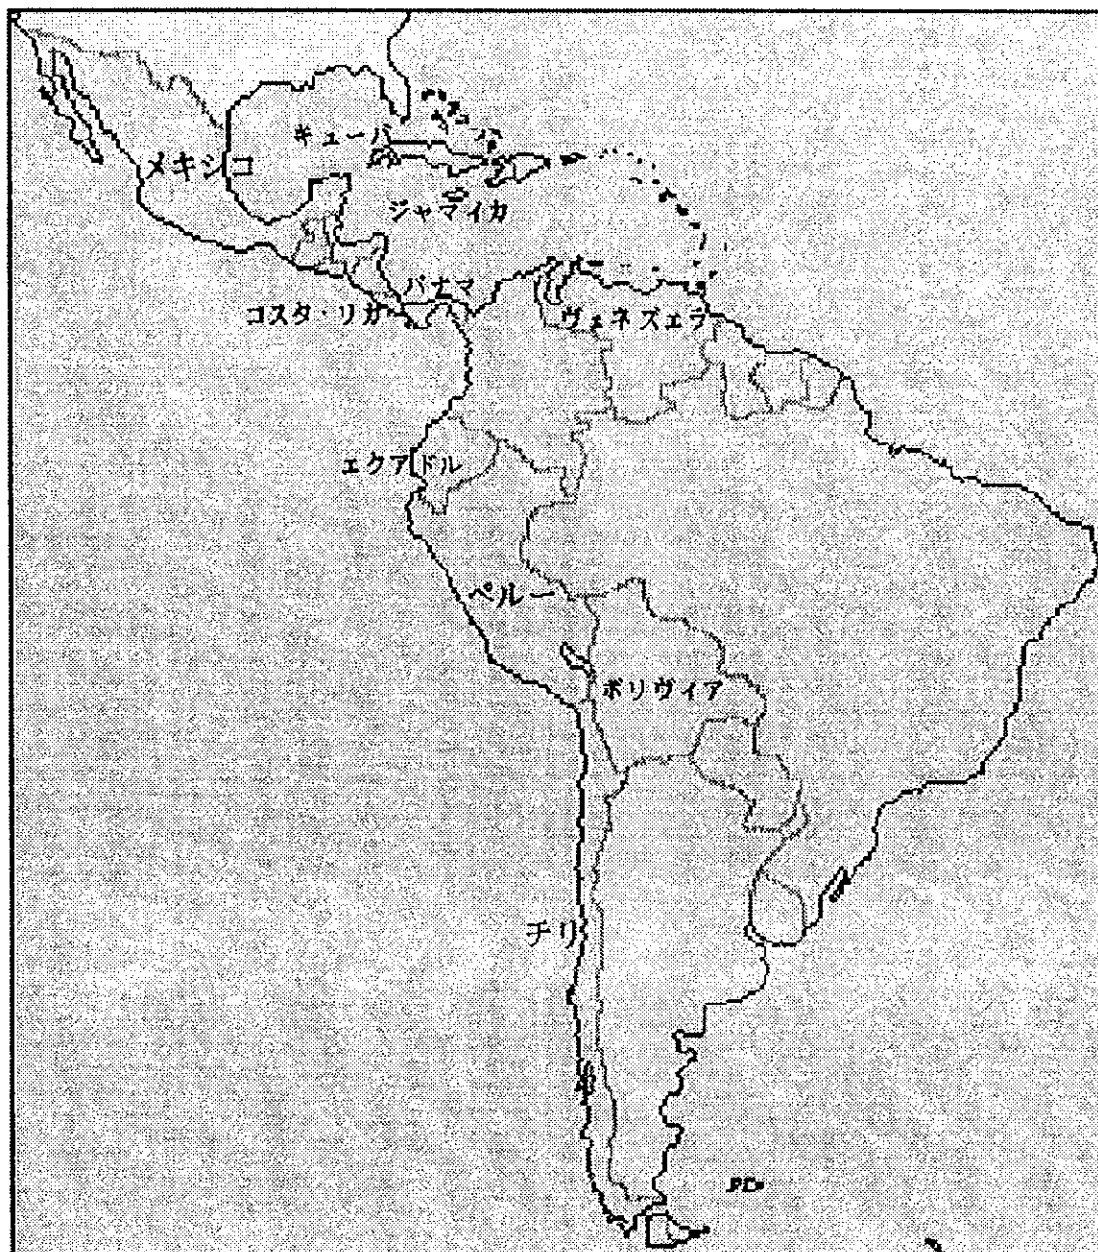 キューバ
メキシコ
ジャマイカ
パナマ
コスタ・リカ
ヴェネズエラ
エクアドル
ペルー
ボリヴィア
チリ